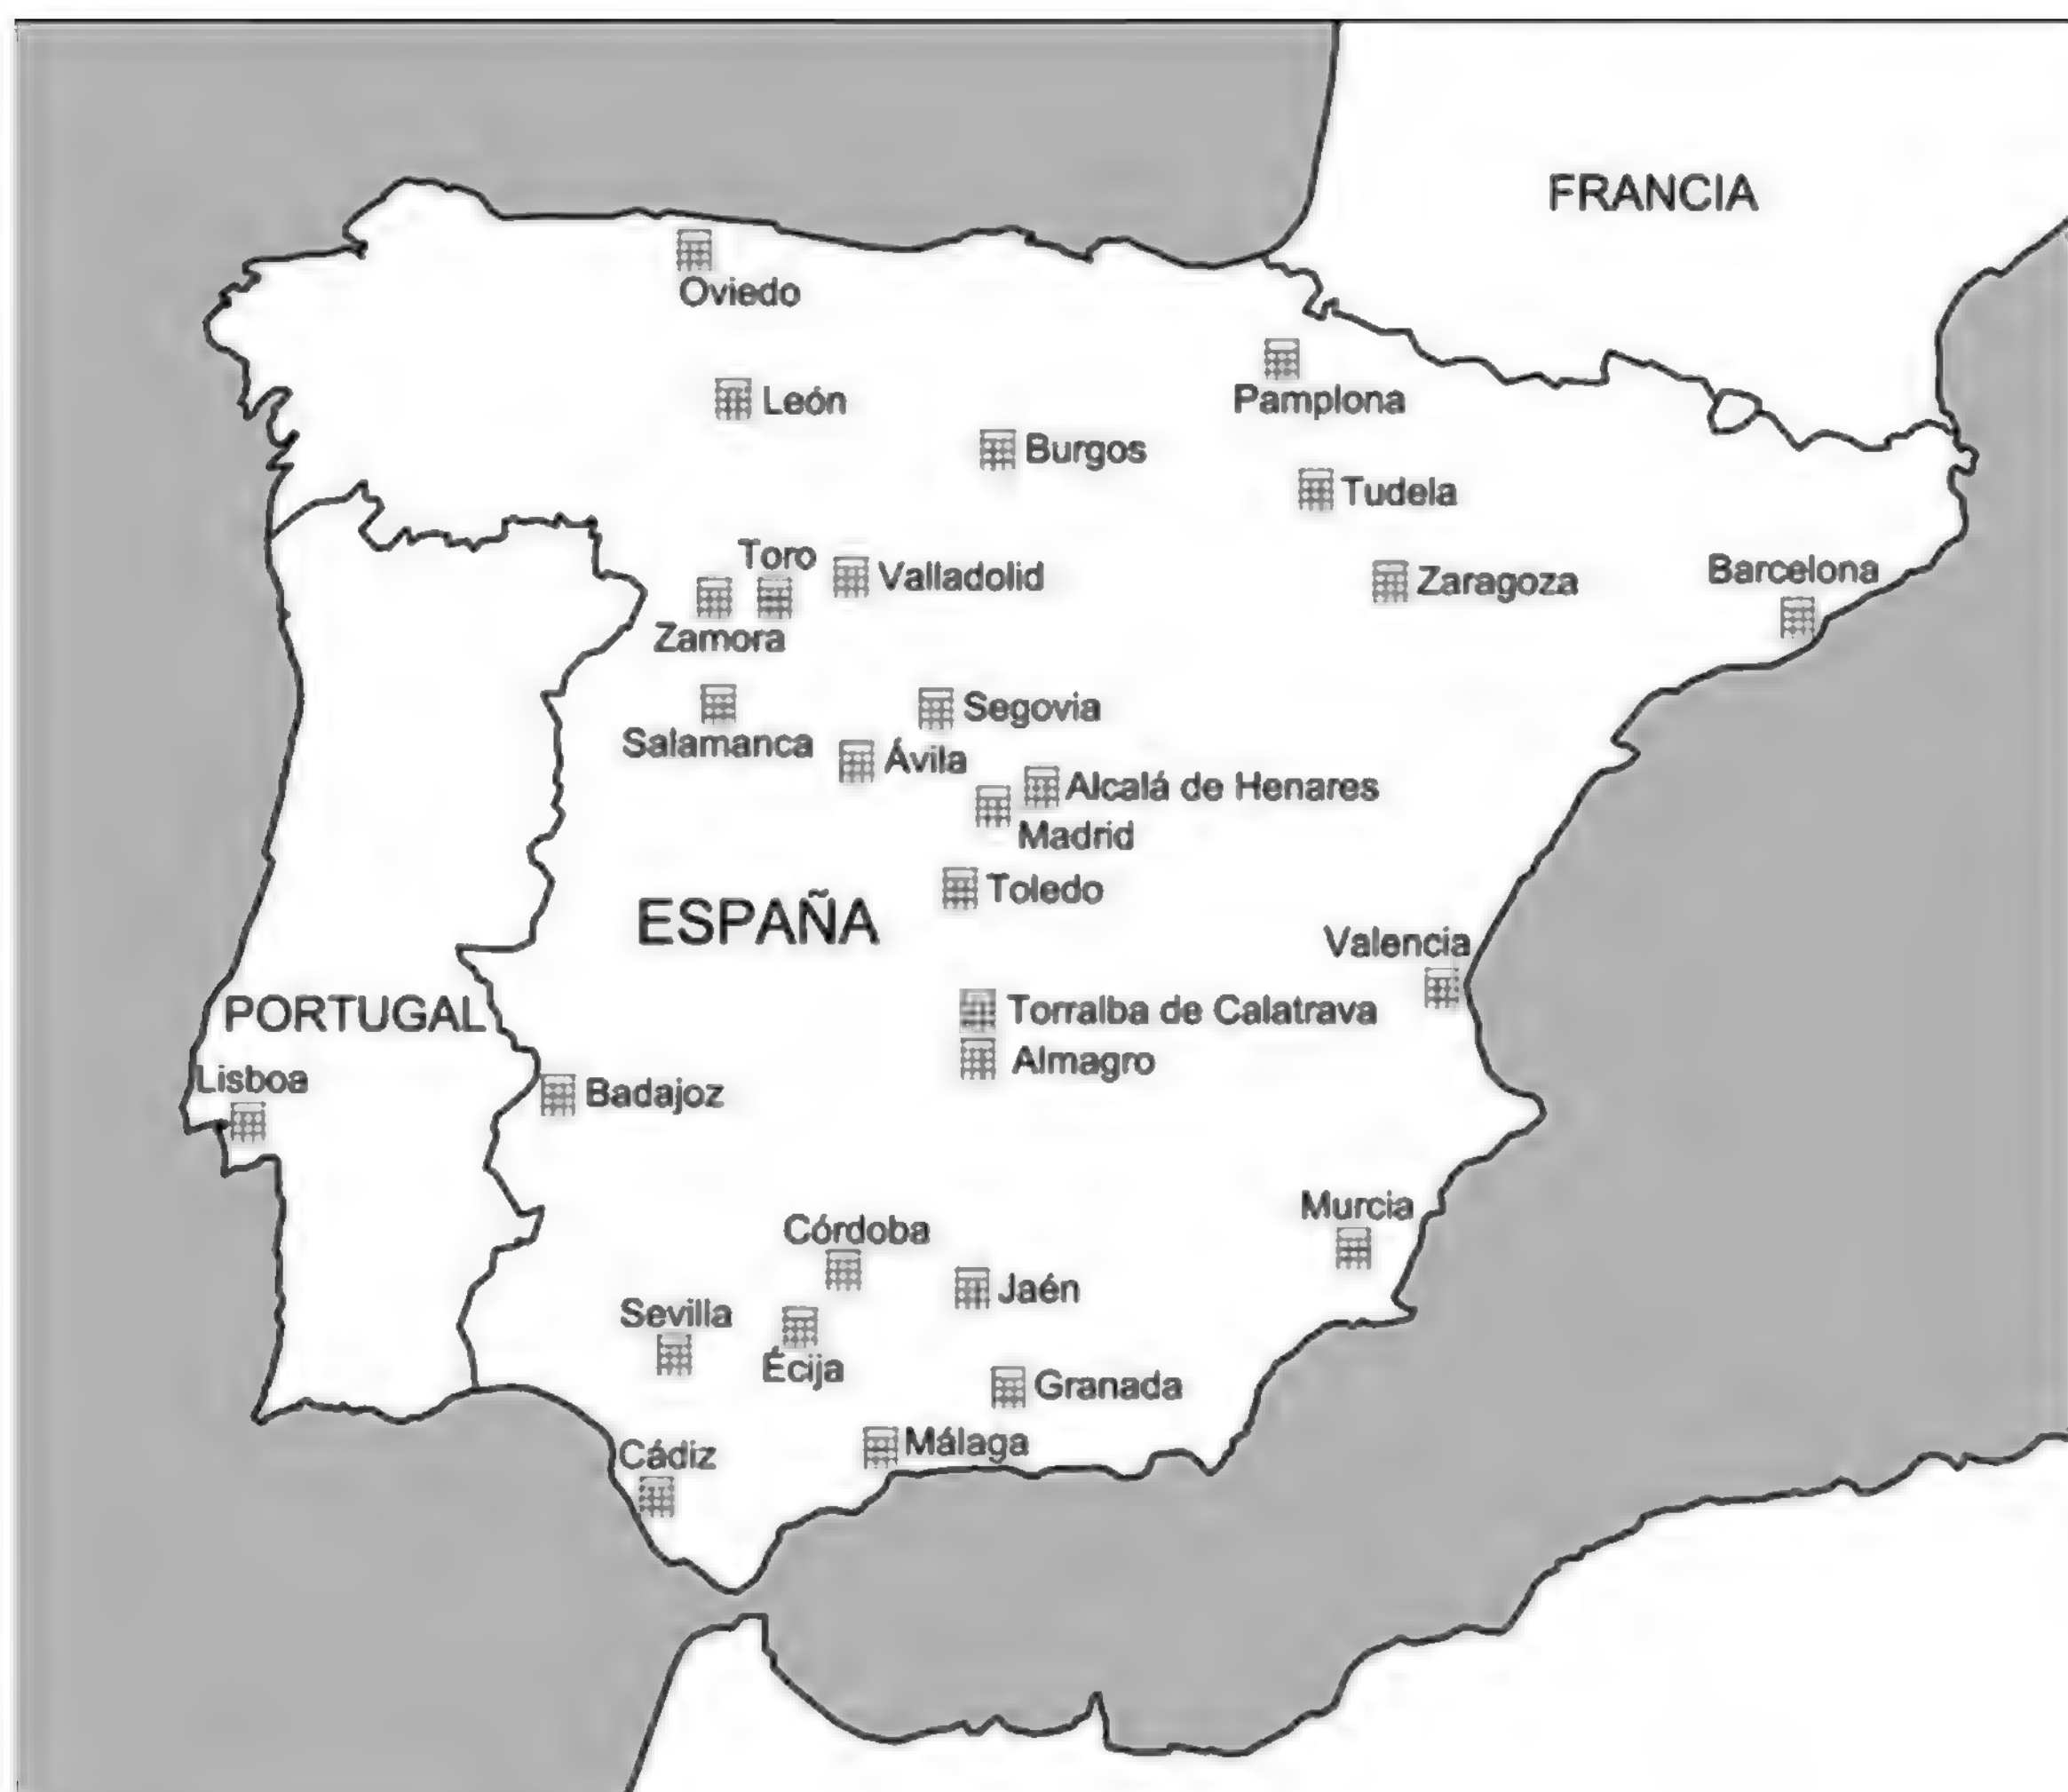 FRANCIA
Oviedo
León
Pamplona
Burgos
Tudela
Toro
Valladolid
Zaragoza
Barcelona
Zamora
Segovia
Salamanca
Ávila
Alcalá de Henares
Madrid
Toledo
ESPAÑA
Valencia
PORTUGAL
Torralba de Calatrava
Almagro
Lisboa
Badajoz
Murcia
Córdoba
Jaén
Sevilla
Écija
Granada
Málaga
Cádiz